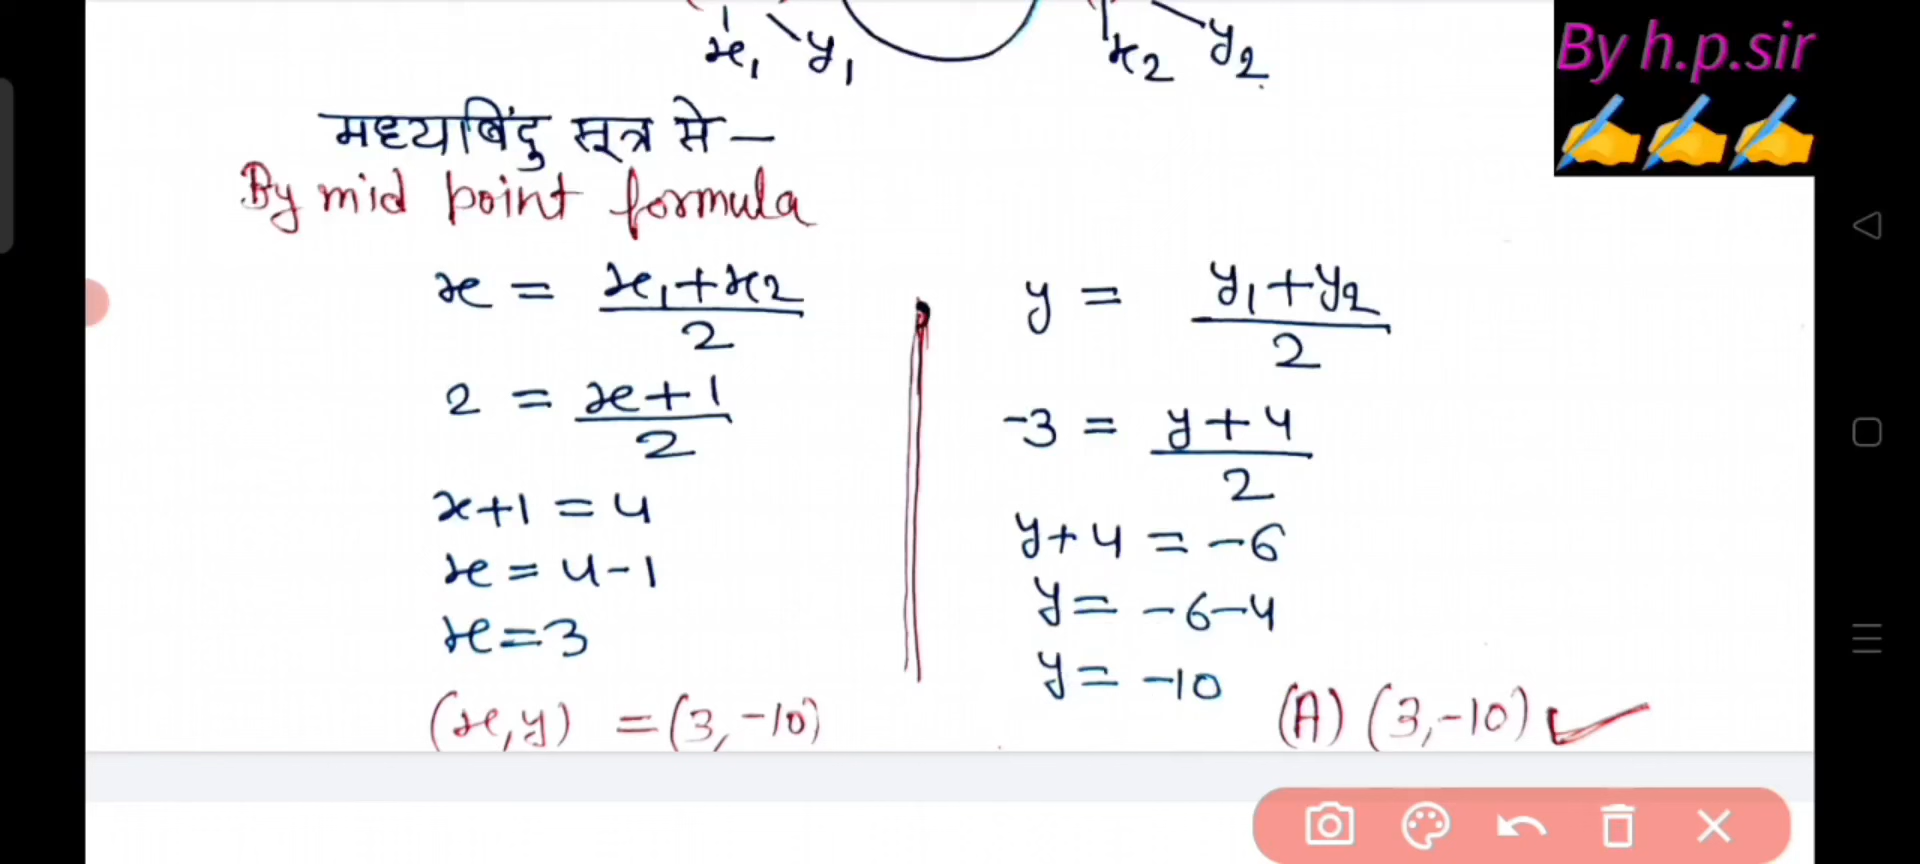 x₁ y₁ x₂ y₂
By h.p.sir
✍✍✍
मध्यबिंदु सूत्र से –
By mid point formula
x = (x₁+x₂)/2
2 = (x+1)/2
x+1 = 4
x = 4-1
x=3
(x,y) = (3,-10)
y = (y₁+y₂)/2
-3 = (y+4)/2
y+4 = -6
y= -6-4
y= -10
(A) (3,-10) ✓